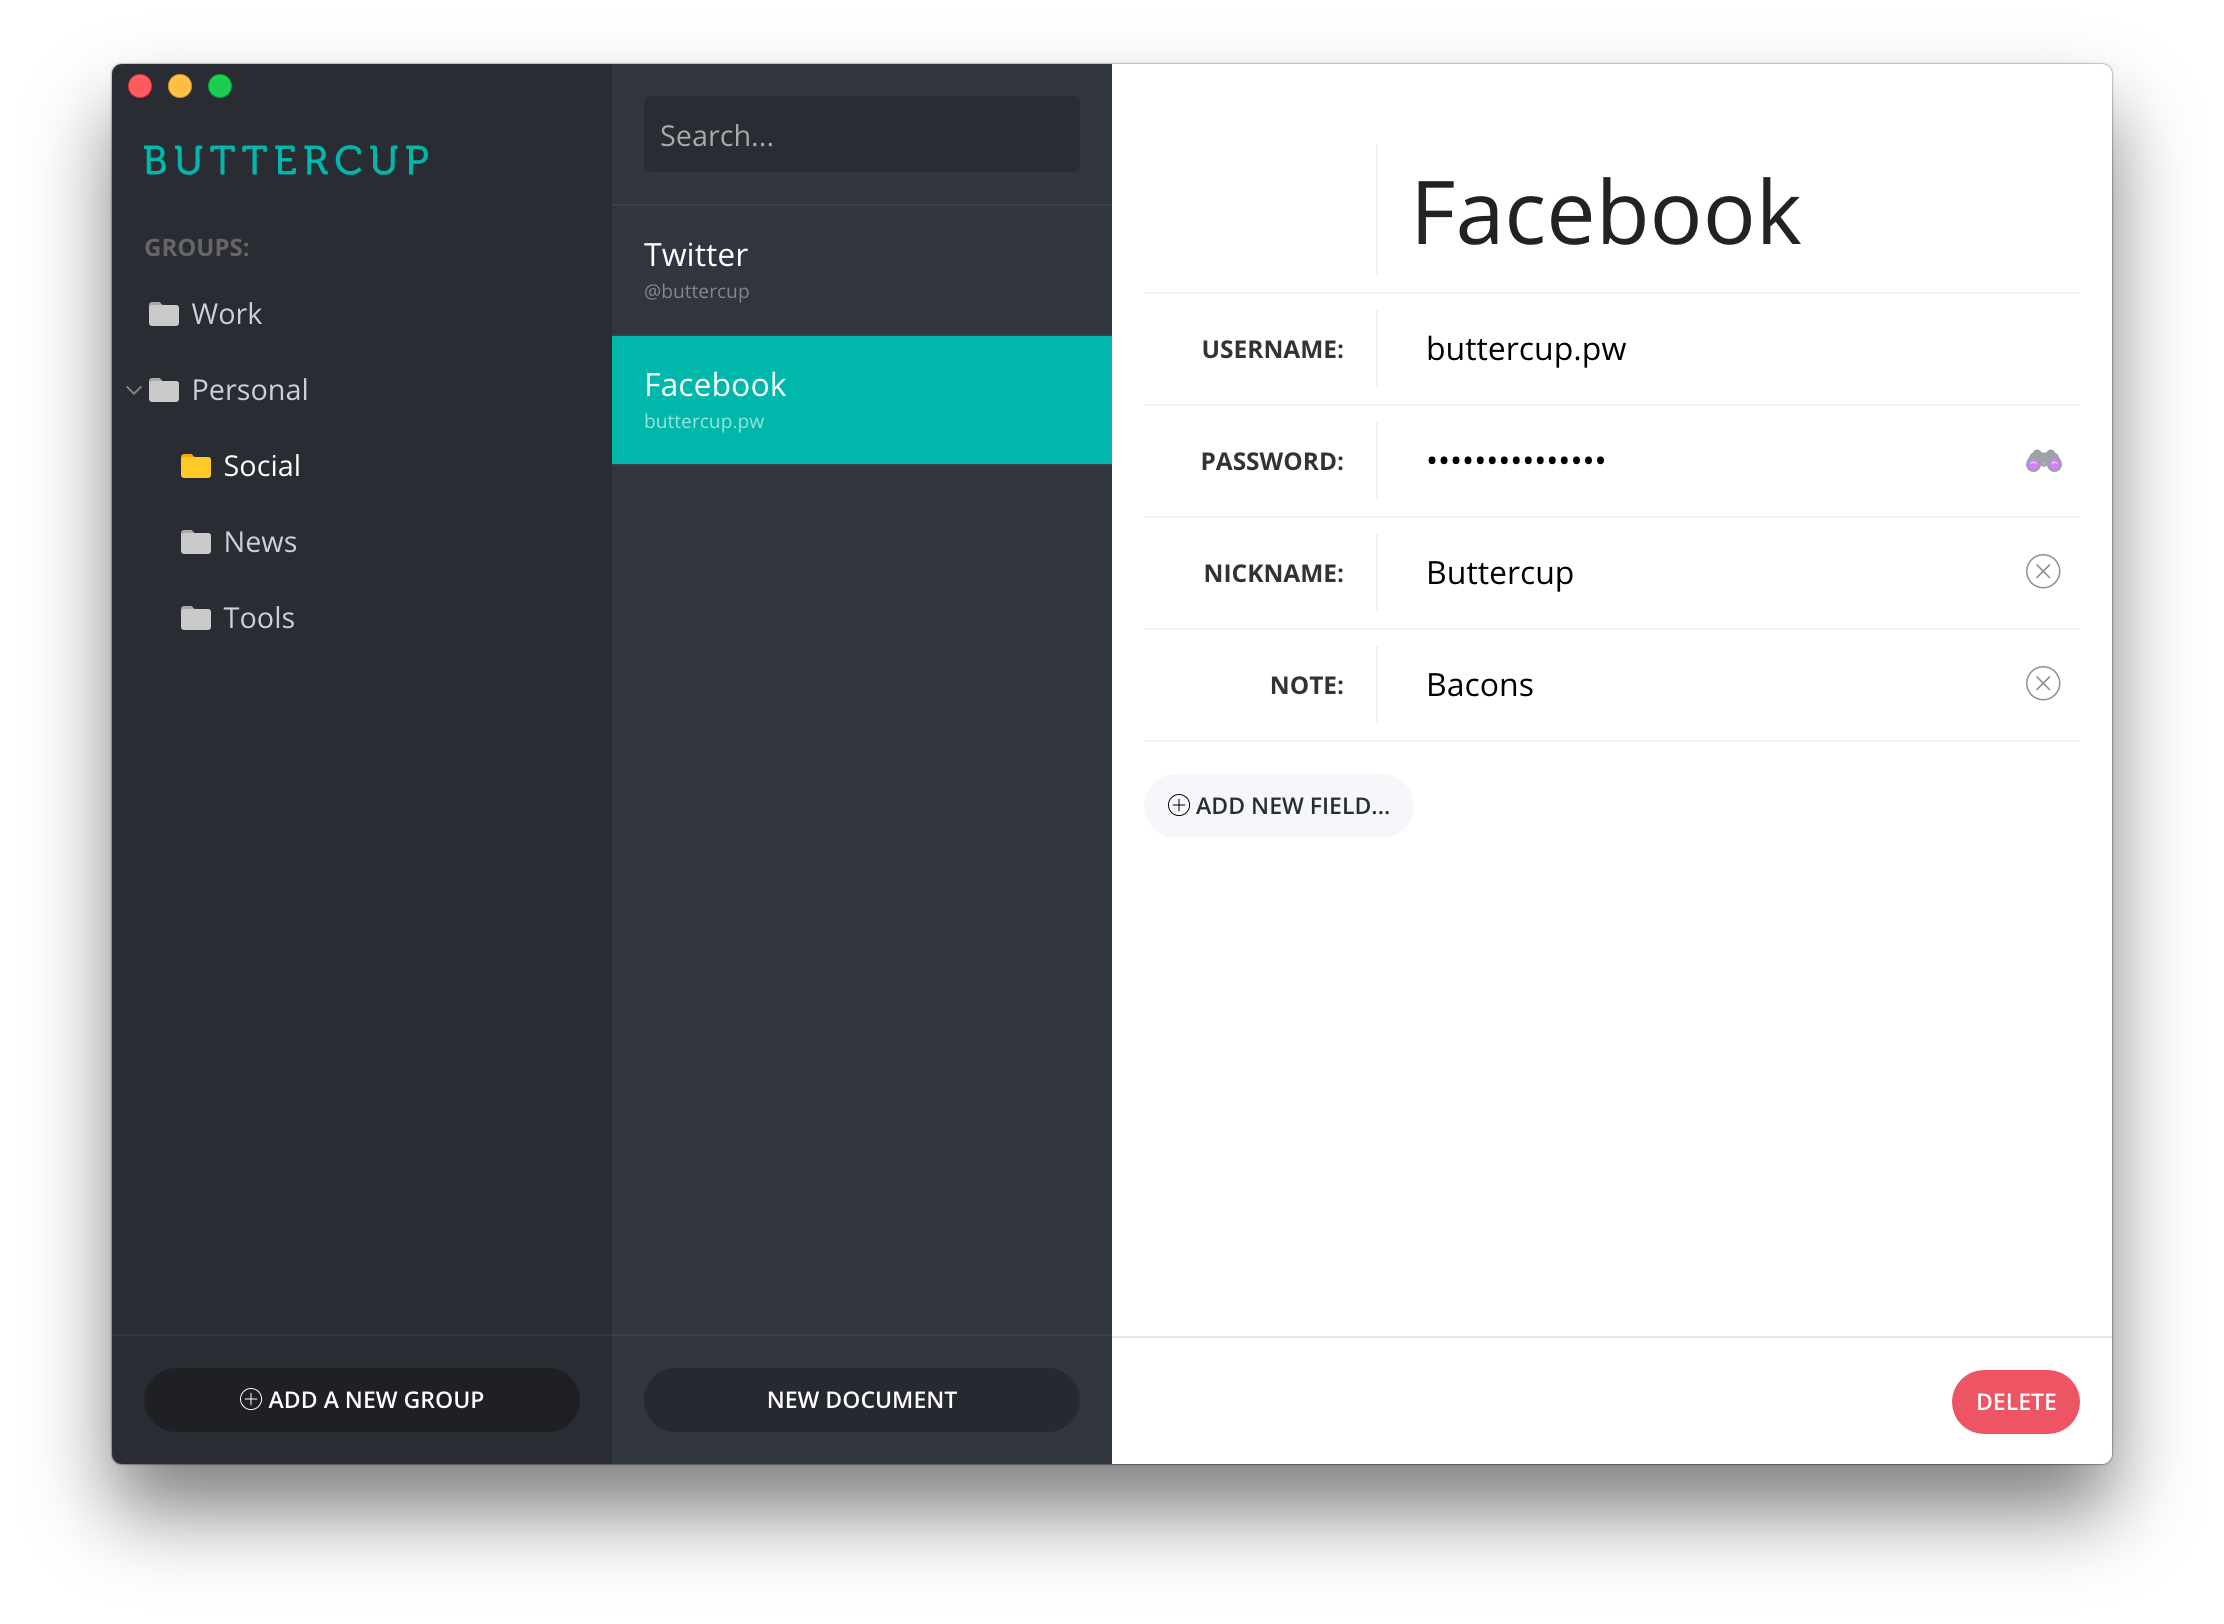 BUTTERCUP
GROUPS:
Work
Personal
Social
News
Tools
ADD A NEW GROUP
Search...
Twitter
@buttercup
Facebook
buttercup.pw
NEW DOCUMENT
Facebook
USERNAME: buttercup.pw
PASSWORD: •••••••••••••••
NICKNAME: Buttercup
NOTE: Bacons
ADD NEW FIELD...
DELETE